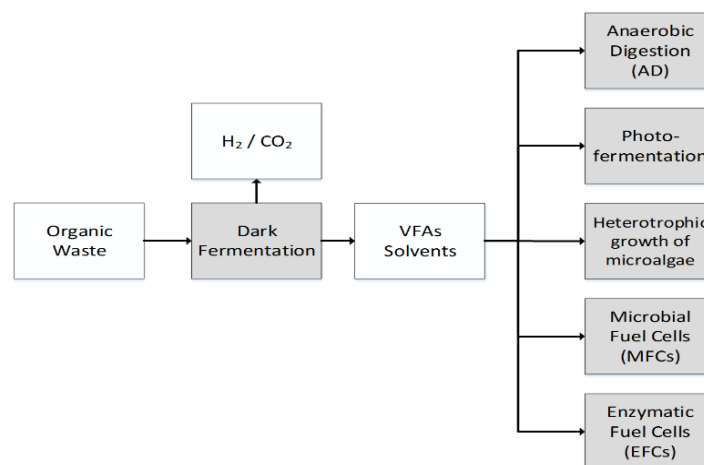 Anaerobic
Digestion
(AD)
Photo-
fermentation
H₂ / CO₂
Organic
Waste
Dark
Fermentation
VFAs
Solvents
Heterotrophic
growth of
microalgae
Microbial
Fuel Cells
(MFCs)
Enzymatic
Fuel Cells
(EFCs)